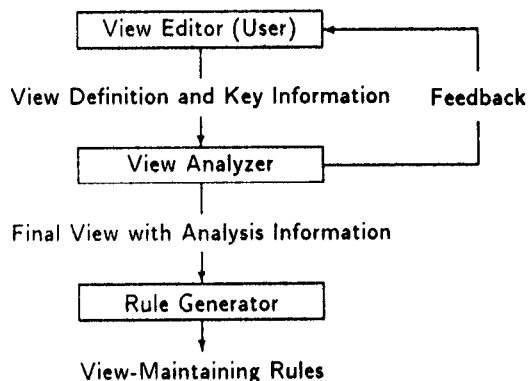 View Editor (User)
View Definition and Key Information
Feedback
View Analyzer
Final View with Analysis Information
Rule Generator
View-Maintaining Rules